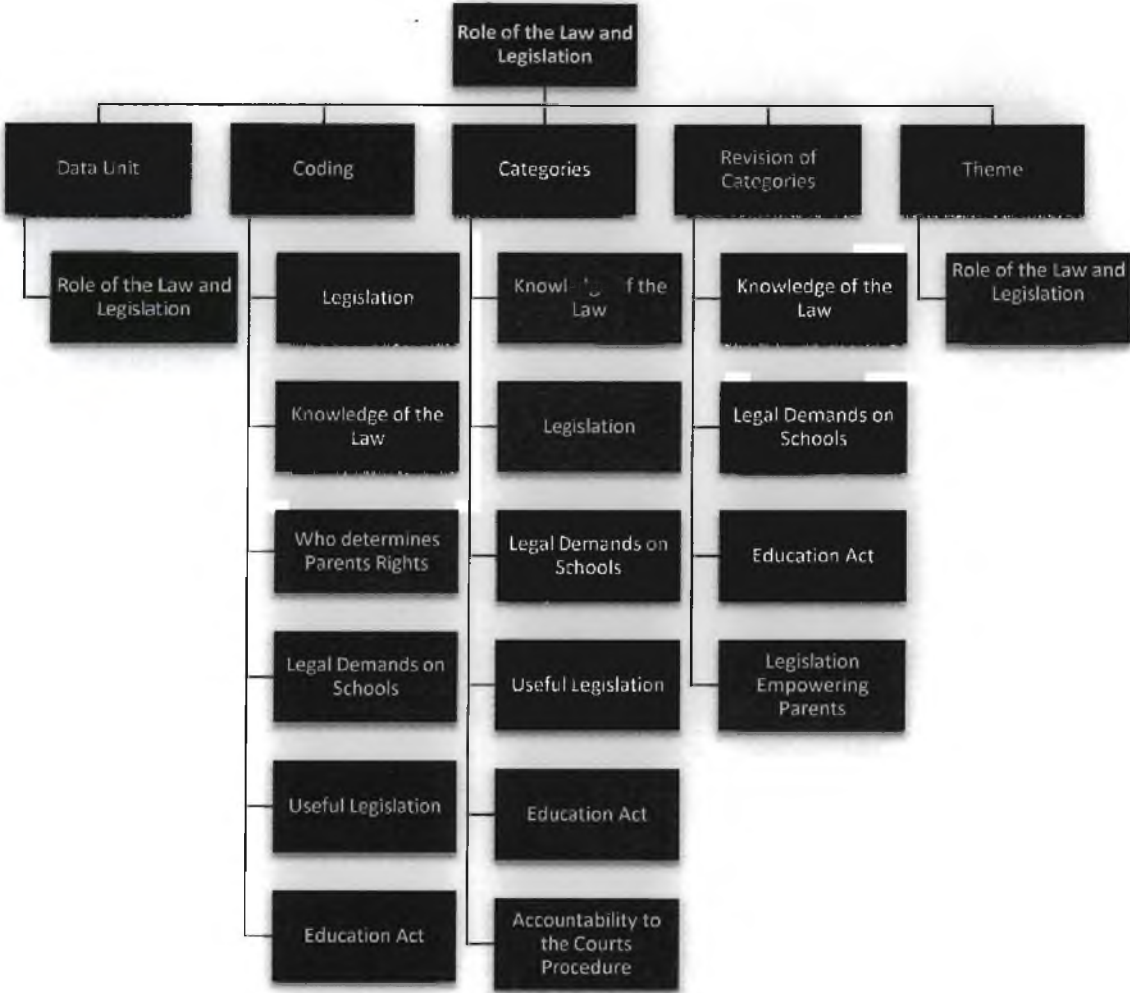 Role of the Law and
Legislation
Data Unit
Coding
Categories
Revision of
Categories
Theme
Role of the Law and
Legislation
Legislation
Knowledge of the
Law
Who determines
Parents Rights
Legal Demands on
Schools
Useful Legislation
Education Act
f the
Law
Legislation
Legal Demands on
Schools
Useful Legislation
Education Act
Accountability to
the Courts
Procedure
Knowledge of the
Law
Legal Demands on
Schools
Education Act
Legislation
Empowering
Parents
Role of the Law and
Legislation